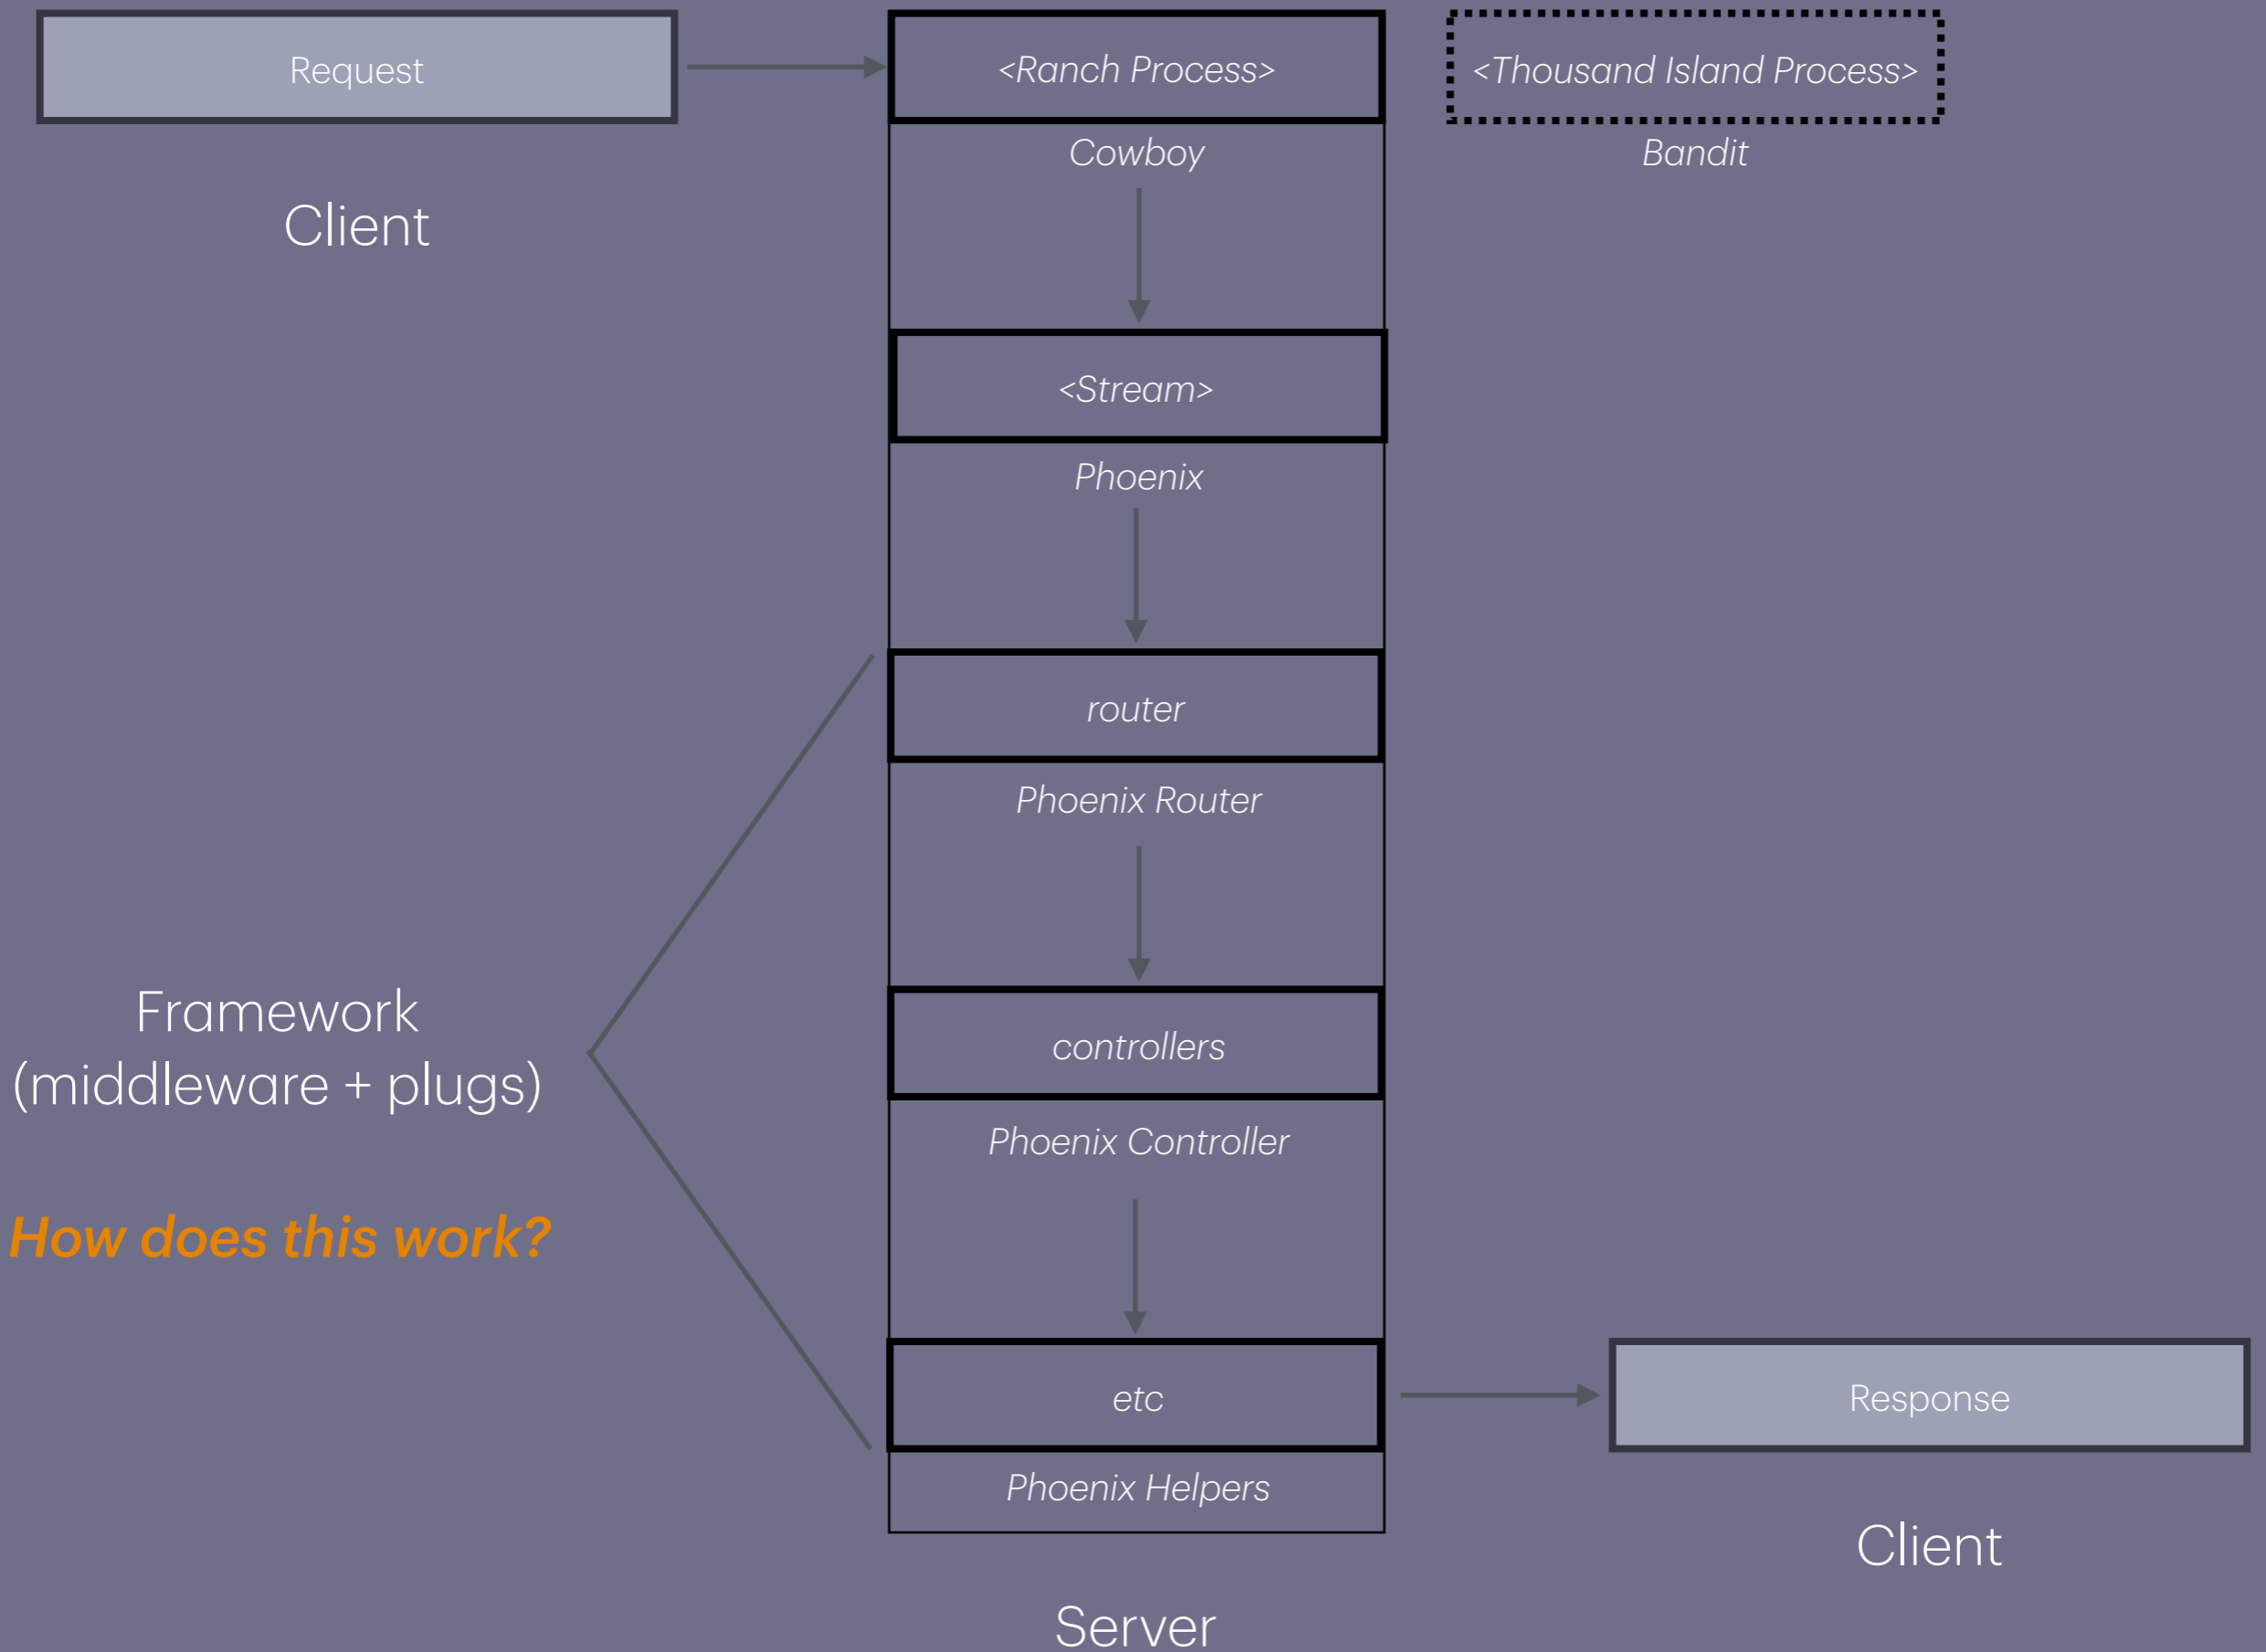 Request
Client
<Ranch Process>
Cowboy
<Thousand Island Process>
Bandit
<Stream>
Phoenix
router
Phoenix Router
controllers
Phoenix Controller
Framework
(middleware + plugs)
How does this work?
etc
Phoenix Helpers
Server
Response
Client